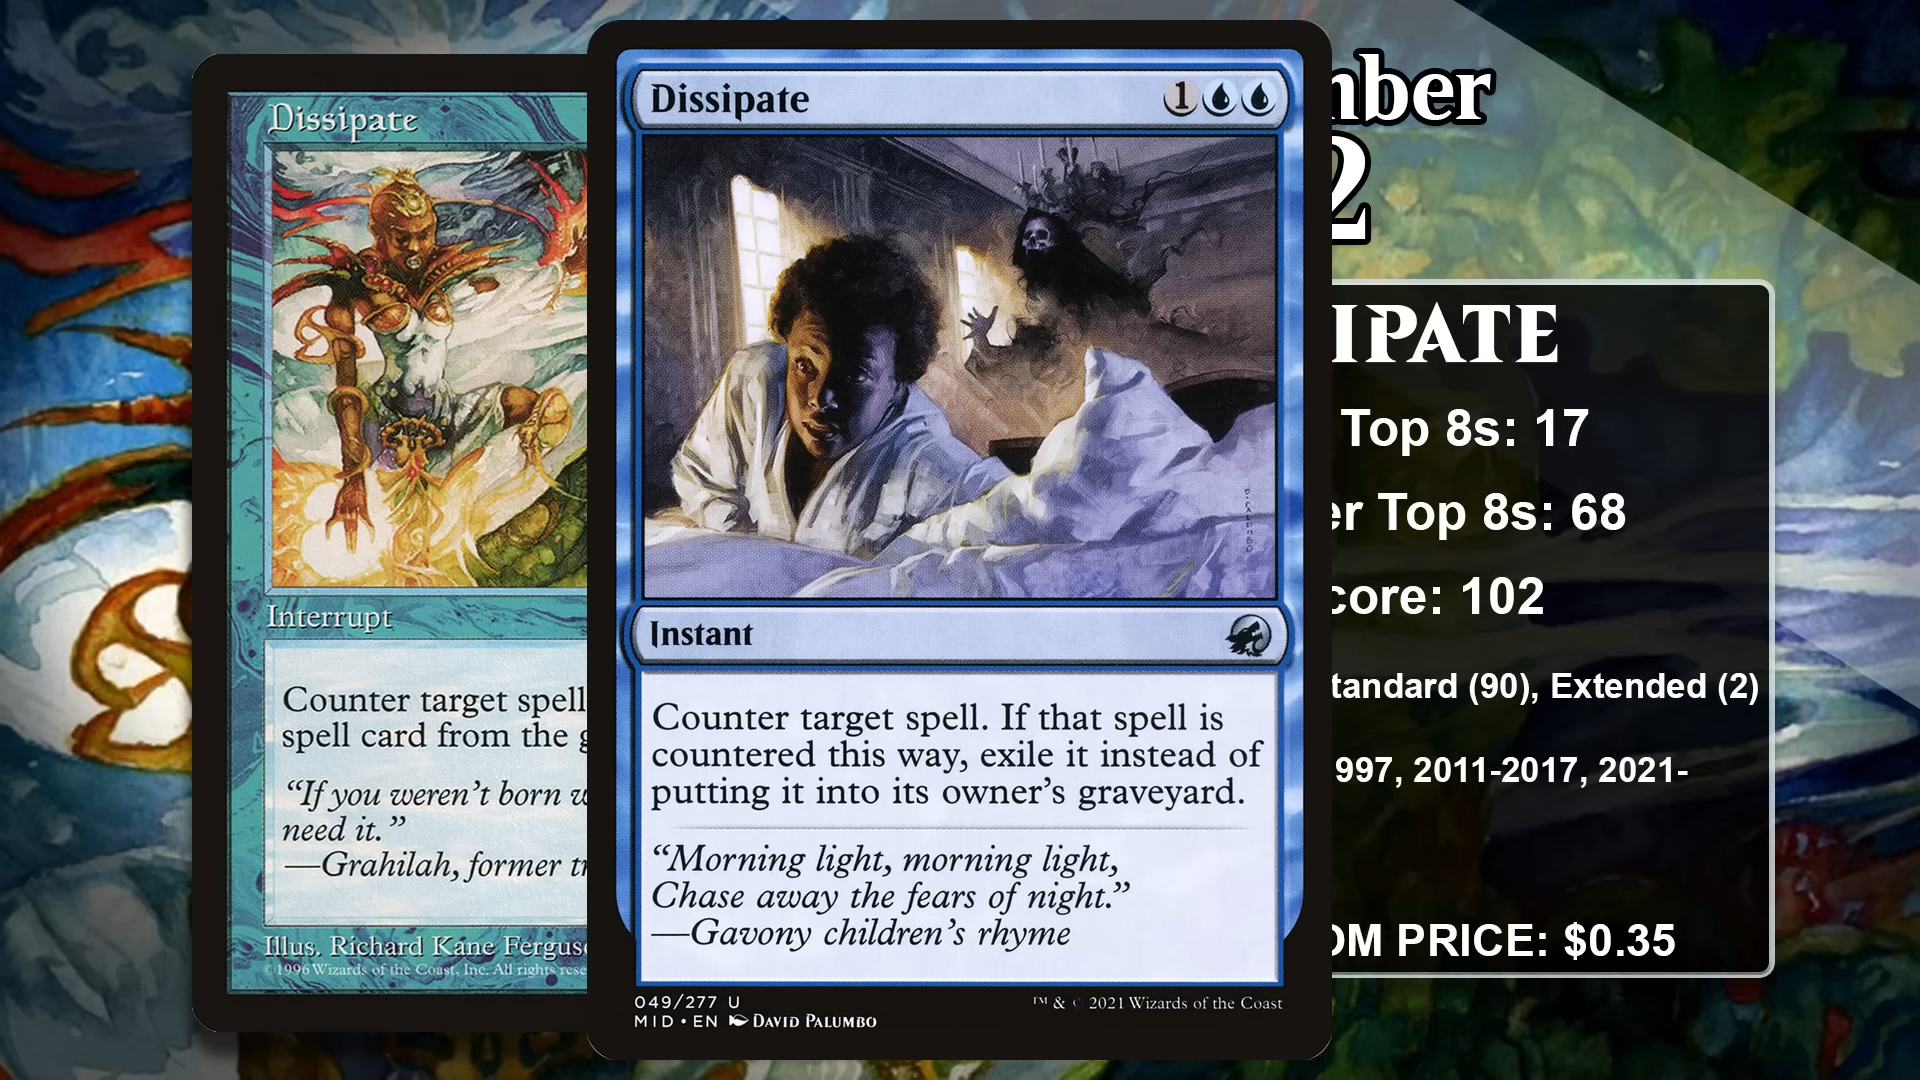 Dissipate
Interrupt
Counter target spell
spell card from the
"If you weren't born
need it."
—Grahilah, former
Illus. Richard Kane
©1996 Wizards of the Coast, Inc. All rights
Dissipate
1
Instant
Counter target spell. If that spell is
countered this way, exile it instead of
putting it into its owner's graveyard.
"Morning light, morning light,
Chase away the fears of night."
—Gavony children's rhyme
049/277 U
MID • EN DAVID PALUMBO
™ & © 2021 Wizards of the Coast
mber
2
IPATE
Top 8s: 17
er Top 8s: 68
core: 102
tandard (90), Extended (2)
997, 2011-2017, 2021-
OM PRICE: $0.35